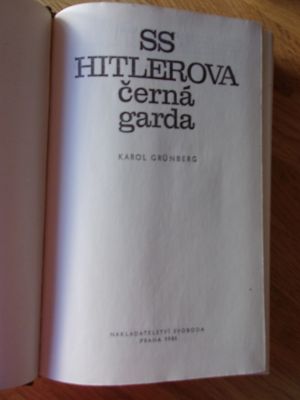 SS
HITLEROVA
černá
garda
KAROL GRÜNBERG
NAKLADATELSTVÍ SVOBODA
PRAHA 1981